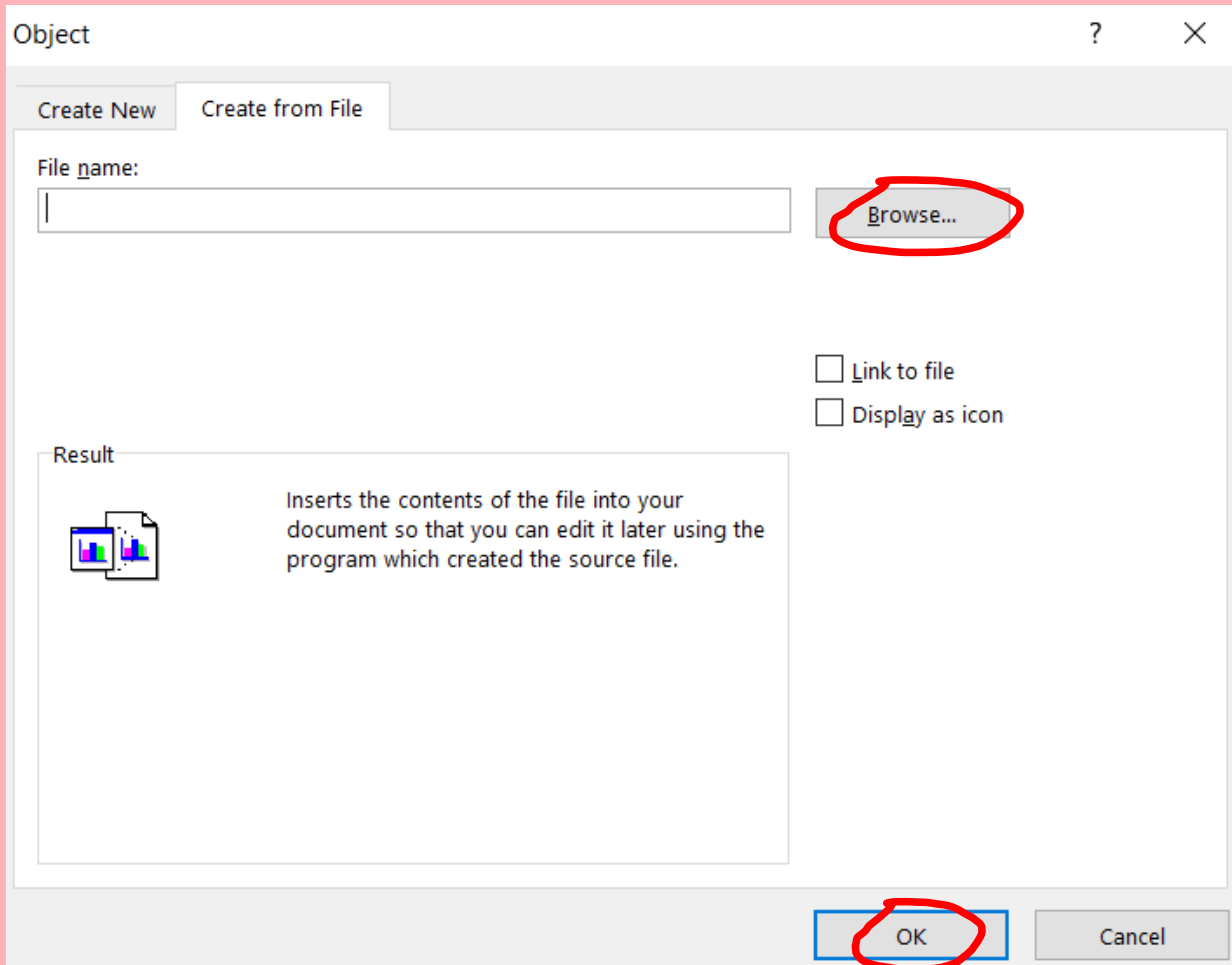 Object ?
Create New Create from File
File name:
Browse...
Link to file
Display as icon
Result
Inserts the contents of the file into your
document so that you can edit it later using the
program which created the source file.
OK Cancel